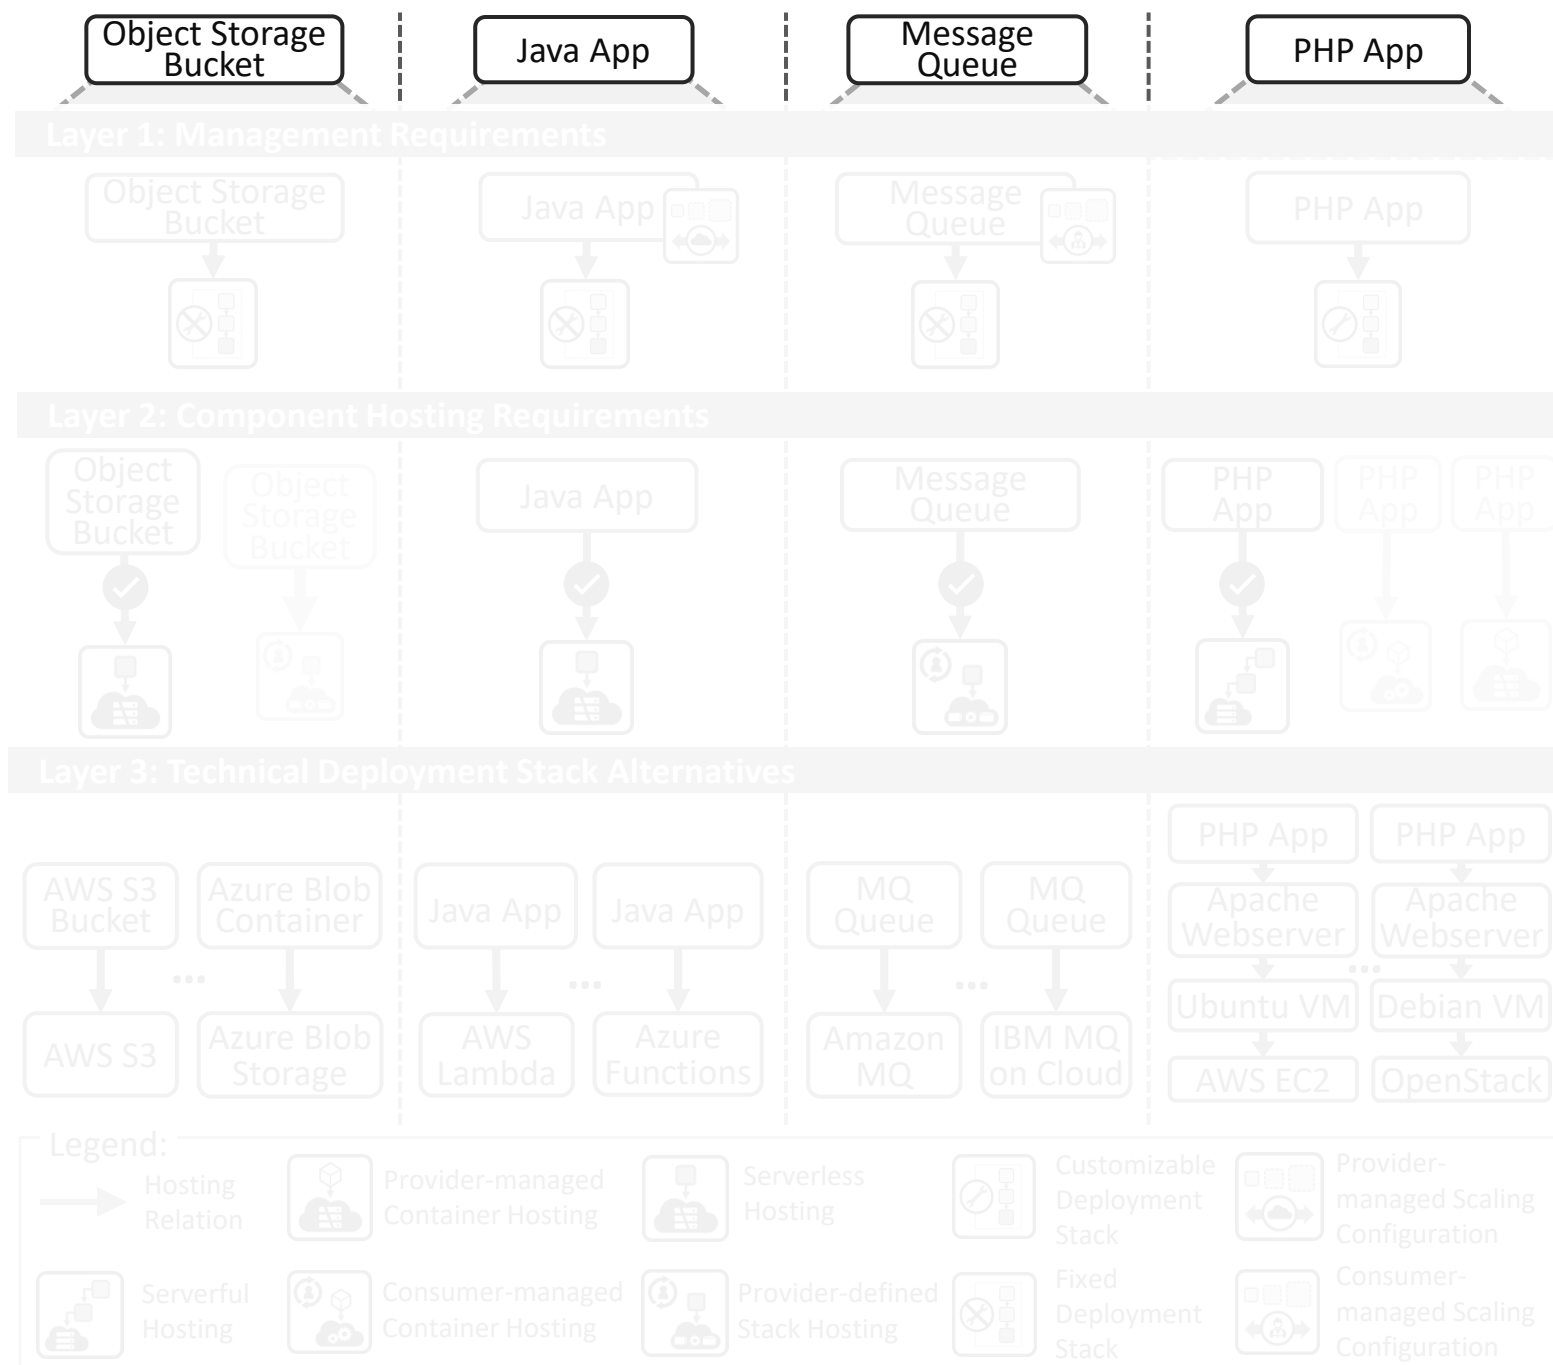 Object Storage
Bucket
Java App
Message
Queue
PHP App
Layer 1: Management Requirements
Object Storage
Bucket
Java App
Message
Queue
PHP App
Layer 2: Component Hosting Requirements
Object
Storage
Bucket
Object
Storage
Bucket
Java App
Message
Queue
PHP
App
PHP
App
PHP
App
Layer 3: Technical Deployment Stack Alternatives
AWS S3
Bucket
Azure Blob
Container
Java App
Java App
MQ
Queue
MQ
Queue
PHP App
PHP App
Apache
Webserver
Apache
Webserver
...
...
...
...
Ubuntu VM
Debian VM
AWS S3
Azure Blob
Storage
AWS
Lambda
Azure
Functions
Amazon
MQ
IBM MQ
on Cloud
AWS EC2
OpenStack
Legend:
Hosting
Relation
Provider-managed
Container Hosting
Serverless
Hosting
Customizable
Deployment
Stack
Provider-
managed Scaling
Configuration
Serverful
Hosting
Consumer-managed
Container Hosting
Provider-defined
Stack Hosting
Fixed
Deployment
Stack
Consumer-
managed Scaling
Configuration